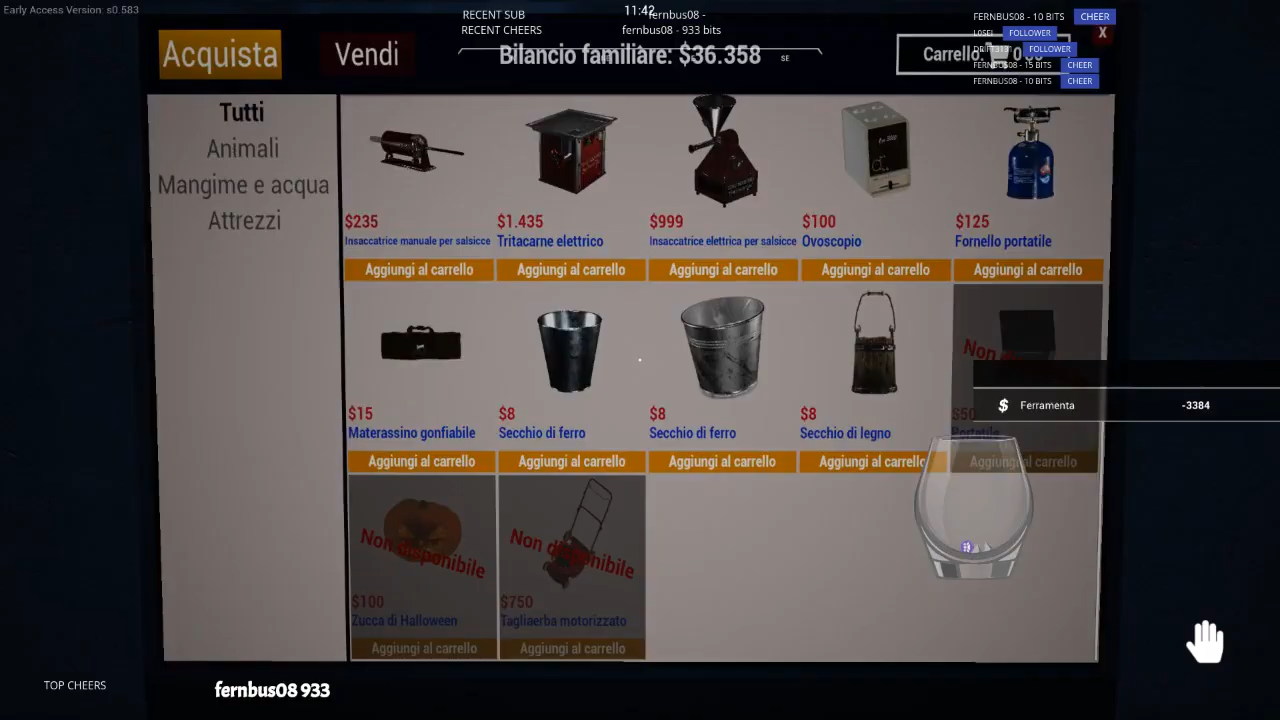 Early Access Version: s0.583
RECENT SUB
RECENT CHEERS
11:42
fernbus08 -
fernbus08 - 933 bits
FERNBUS08 - 10 BITS CHEER
FOLLOWER
FOLLOWER
FERNBUS08 - 15 BITS CHEER
FERNBUS08 - 10 BITS CHEER
X
Acquista
Vendi
Bilancio familiare: $36.358
SE
Carrello:
Tutti
Animali
Mangime e acqua
Attrezzi
$235
$1.435
$999
$100
$125
Insaccatrice manuale per salsicce
Tritacarne elettrico
Insaccatrice elettrica per salsicce
Ovoscopio
Fornello portatile
Aggiungi al carrello
Aggiungi al carrello
Aggiungi al carrello
Aggiungi al carrello
Aggiungi al carrello
$15
$8
$8
$8
Materassino gonfiabile
Secchio di ferro
Secchio di ferro
Secchio di legno
Portatile
Aggiungi al carrello
Aggiungi al carrello
Aggiungi al carrello
Aggiungi al carrello
Aggiungi al carrello
$ Ferramenta -3384
Non disponibile
Non disponibile
$100
$750
Zucca di Halloween
Tagliaerba motorizzato
Aggiungi al carrello
Aggiungi al carrello
TOP CHEERS
fernbus08 933